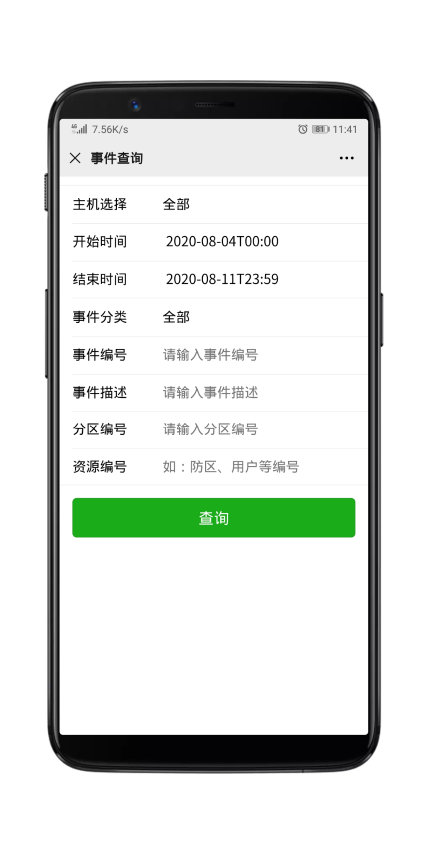 4G 7.56K/s 81 11:41
事件查询
主机选择 全部
开始时间 2020-08-04T00:00
结束时间 2020-08-11T23:59
事件分类 全部
事件编号 请输入事件编号
事件描述 请输入事件描述
分区编号 请输入分区编号
资源编号 如：防区、用户等编号
查询